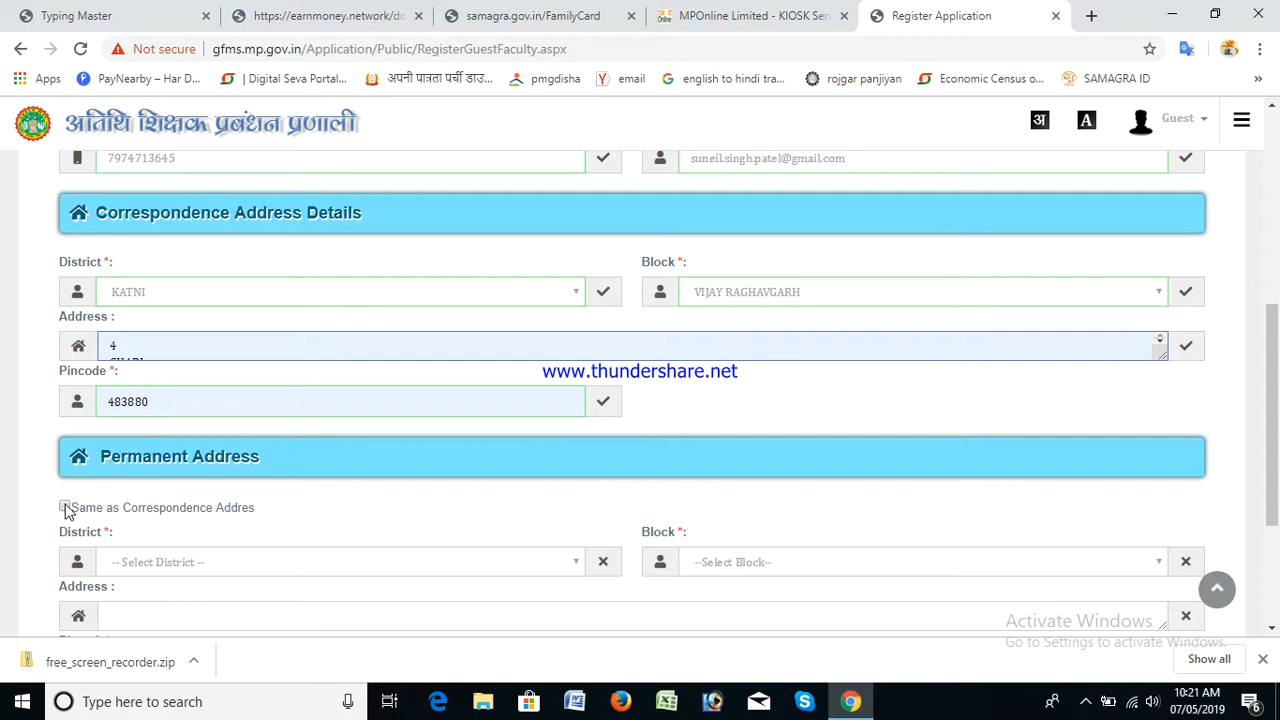 Typing Master
https://earnmoney.network/d
samagra.gov.in/FamilyCard
MPOnline Limited - KIOSK Ser
Register Application
Not secure
gfms.mp.gov.in/Application/Public/RegisterGuestFaculty.aspx
Apps
PayNearby – Har D...
| Digital Seva Portal...
अपनी पात्रता पर्ची डाउ...
pmgdisha
email
english to hindi tra...
rojgar panjiyan
Economic Census o...
SAMAGRA ID
»
अतिथि शिक्षक प्रबंधन प्रणाली
अ
A
Guest
7974713645
suneil.singh.patel@gmail.com
Correspondence Address Details
District *:
Block *:
KATNI
VIJAY RAGHAVGARH
Address :
4
www.thundershare.net
Pincode *:
483880
Permanent Address
Same as Correspondence Addres
District *:
Block *:
-- Select District --
--Select Block--
Address :
Activate Windows
Go to Settings to activate Windows.
free_screen_recorder.zip
Show all
Type here to search
10:21 AM
07/05/2019
6